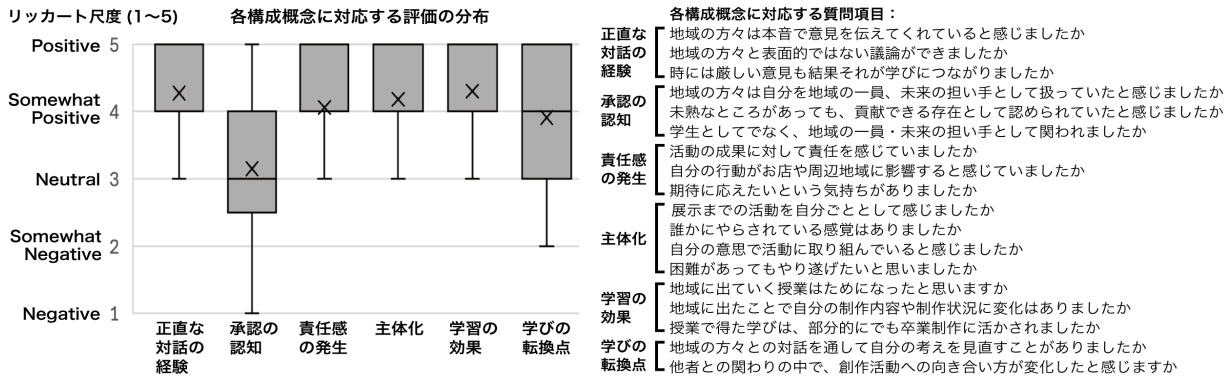 リッカート尺度 (1〜5)
各構成概念に対応する評価の分布
Positive 5
Somewhat
Positive 4
Neutral 3
Somewhat
Negative 2
Negative 1
正直な
対話の
経験
承認の
認知
責任感
の発生
主体化
学習の
効果
学びの
転換点
各構成概念に対応する質問項目：
正直な
対話の
経験
地域の方々は本音で意見を伝えてくれていると感じましたか
地域の方々と表面的ではない議論ができましたか
時には厳しい意見も結果それが学びにつながりましたか
承認の
認知
地域の方々は自分を地域の一員、未来の担い手として扱っていたと感じましたか
未熟なところがあっても、貢献できる存在として認められていたと感じましたか
学生としてでなく、地域の一員・未来の担い手として関われましたか
責任感
の発生
活動の成果に対して責任を感じていましたか
自分の行動がお店や周辺地域に影響すると感じていましたか
期待に応えたいという気持ちがありましたか
主体化
展示までの活動を自分ごととして感じましたか
誰かにやらされている感覚はありましたか
自分の意思で活動に取り組んでいると感じましたか
困難があってもやり遂げたいと思いましたか
学習の
効果
地域に出ていく授業はためになったと思いますか
地域に出たことで自分の制作内容や制作状況に変化はありましたか
授業で得た学びは、部分的にでも卒業制作に活かされましたか
学びの
転換点
地域の方々との対話を通して自分の考えを見直すことがありましたか
他者との関わりの中で、創作活動への向き合い方が変化したと感じますか